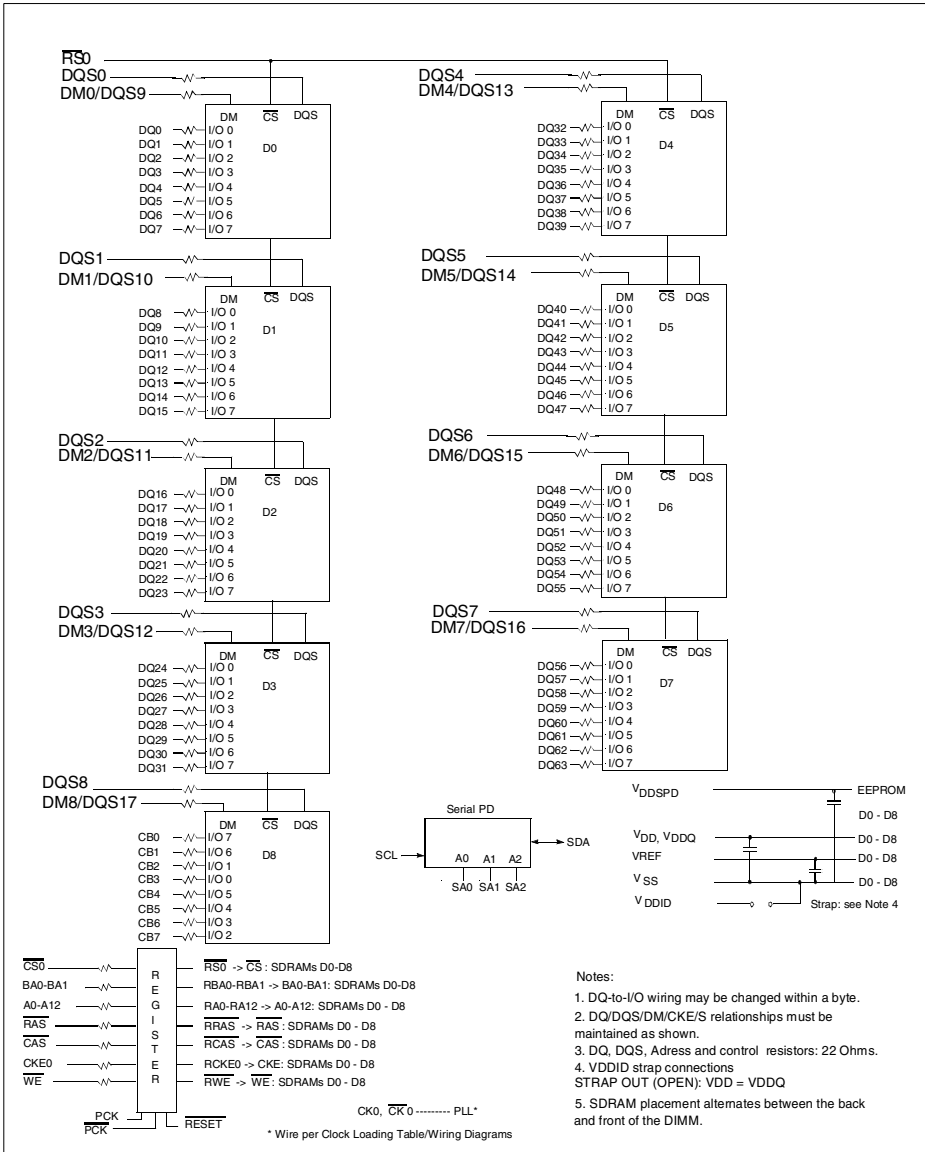 RS0
DQS0
DM0/DQS9
DM CS DQS
D0
DQ0 I/O 0
DQ1 I/O 1
DQ2 I/O 2
DQ3 I/O 3
DQ4 I/O 4
DQ5 I/O 5
DQ6 I/O 6
DQ7 I/O 7
DQS1
DM1/DQS10
DM CS DQS
D1
DQ8 I/O 0
DQ9 I/O 1
DQ10 I/O 2
DQ11 I/O 3
DQ12 I/O 4
DQ13 I/O 5
DQ14 I/O 6
DQ15 I/O 7
DQS2
DM2/DQS11
DM CS DQS
D2
DQ16 I/O 0
DQ17 I/O 1
DQ18 I/O 2
DQ19 I/O 3
DQ20 I/O 4
DQ21 I/O 5
DQ22 I/O 6
DQ23 I/O 7
DQS3
DM3/DQS12
DM CS DQS
D3
DQ24 I/O 0
DQ25 I/O 1
DQ26 I/O 2
DQ27 I/O 3
DQ28 I/O 4
DQ29 I/O 5
DQ30 I/O 6
DQ31 I/O 7
DQS8
DM8/DQS17
DM CS DQS
D8
CB0 I/O 7
CB1 I/O 6
CB2 I/O 1
CB3 I/O 0
CB4 I/O 5
CB5 I/O 4
CB6 I/O 3
CB7 I/O 2
DQS4
DM4/DQS13
DM CS DQS
D4
DQ32 I/O 0
DQ33 I/O 1
DQ34 I/O 2
DQ35 I/O 3
DQ36 I/O 4
DQ37 I/O 5
DQ38 I/O 6
DQ39 I/O 7
DQS5
DM5/DQS14
DM CS DQS
D5
DQ40 I/O 0
DQ41 I/O 1
DQ42 I/O 2
DQ43 I/O 3
DQ44 I/O 4
DQ45 I/O 5
DQ46 I/O 6
DQ47 I/O 7
DQS6
DM6/DQS15
DM CS DQS
D6
DQ48 I/O 0
DQ49 I/O 1
DQ50 I/O 2
DQ51 I/O 3
DQ52 I/O 4
DQ53 I/O 5
DQ54 I/O 6
DQ55 I/O 7
DQS7
DM7/DQS16
DM CS DQS
D7
DQ56 I/O 0
DQ57 I/O 1
DQ58 I/O 2
DQ59 I/O 3
DQ60 I/O 4
DQ61 I/O 5
DQ62 I/O 6
DQ63 I/O 7
Serial PD
SCL
A0 A1 A2
SDA
SA0 SA1 SA2
VDDSPD EEPROM
D0 - D8
VDD, VDDQ D0 - D8
VREF D0 - D8
VSS D0 - D8
VDDID Strap: see Note 4
REGISTER
CS0 RS0 -> CS : SDRAMs D0-D8
BA0-BA1 RBA0-RBA1 -> BA0-BA1: SDRAMs D0-D8
A0-A12 RA0-RA12 -> A0-A12: SDRAMs D0 - D8
RAS RRAS -> RAS: SDRAMs D0 - D8
CAS RCAS -> CAS: SDRAMs D0 - D8
CKE0 RCKE0 -> CKE: SDRAMs D0 - D8
WE RWE -> WE: SDRAMs D0 - D8
PCK
PCK
RESET
CK0, CK 0 --------- PLL*
* Wire per Clock Loading Table/Wiring Diagrams
Notes:
1. DQ-to-I/O wiring may be changed within a byte.
2. DQ/DQS/DM/CKE/S relationships must be
maintained as shown.
3. DQ, DQS, Adress and control resistors: 22 Ohms.
4. VDDID strap connections
STRAP OUT (OPEN): VDD = VDDQ
5. SDRAM placement alternates between the back
and front of the DIMM.